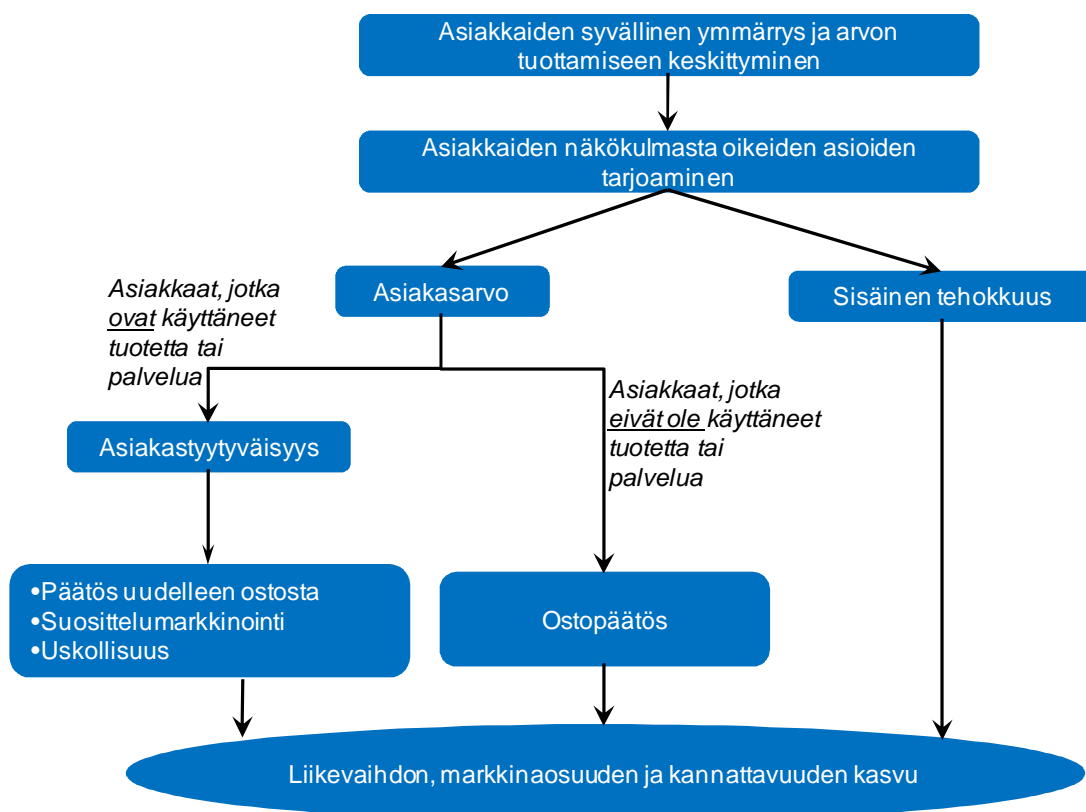 Asiakkaiden syvällinen ymmärrys ja arvon
tuottamiseen keskittyminen
Asiakkaiden näkökulmasta oikeiden asioiden
tarjoaminen
Asiakasarvo
Sisäinen tehokkuus
Asiakkaat, jotka
ovat käyttäneet
tuotetta tai
palvelua
Asiakkaat, jotka
eivät ole käyttäneet
tuotetta tai
palvelua
Asiakastyytyväisyys
•Päätös uudelleen ostosta
•Suosittelumarkkinointi
•Uskollisuus
Ostopäätös
Liikevaihdon, markkinaosuuden ja kannattavuuden kasvu